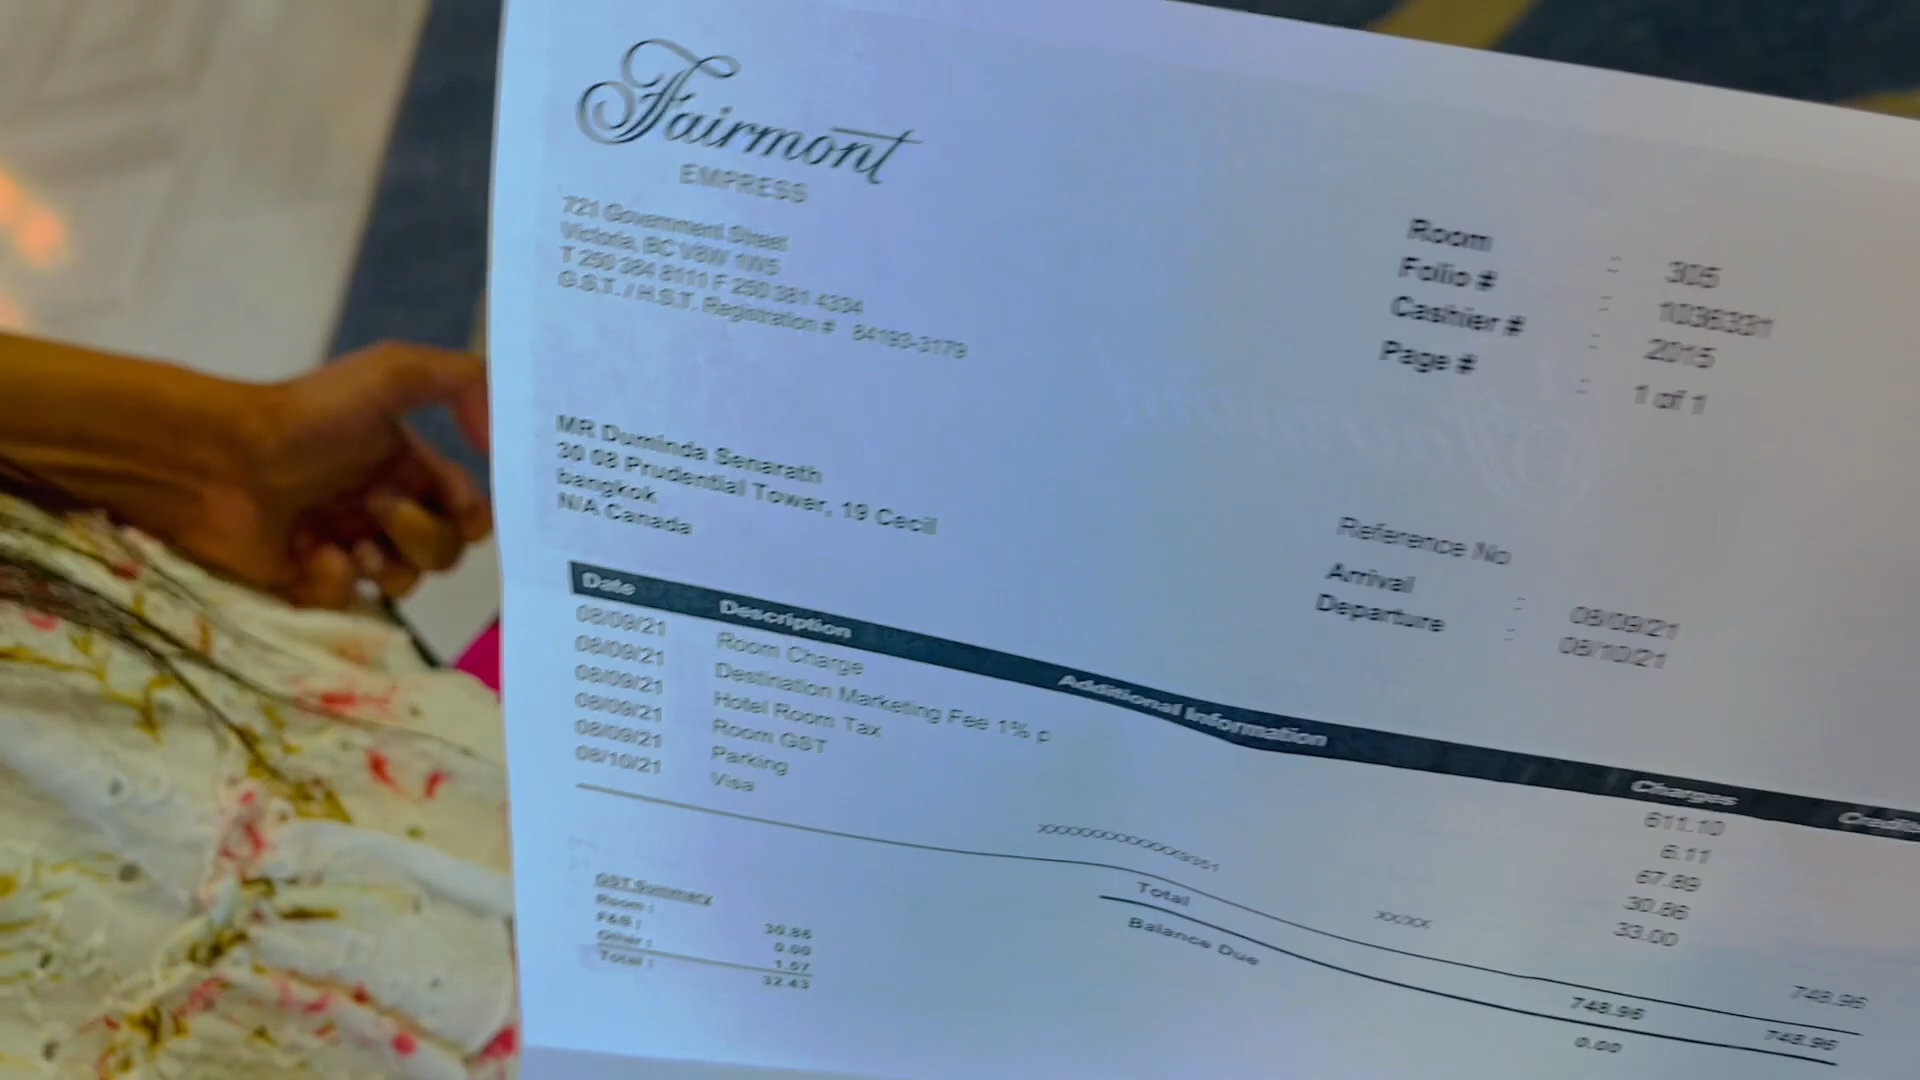 Fairmont
EMPRESS
721 Government Street
Victoria, BC V8W 1W5
T 250 384 8111 F 250 381 4334
G.S.T. / H.S.T. Registration # 84193-3179
Room : 305
Folio # : 1036331
Cashier # : 2015
Page # : 1 of 1
MR Duminda Senarath
30 08 Prudential Tower, 19 Cecil
bangkok
N/A Canada
Reference No
Arrival : 08/09/21
Departure : 08/10/21
Date Description Additional Information Charges Credits
08/09/21 Room Charge 611.10
08/09/21 Destination Marketing Fee 1% p 6.11
08/09/21 Hotel Room Tax 67.89
08/09/21 Room GST 30.86
08/09/21 Parking 33.00
08/10/21 Visa XXXXXXXXXXXX9351 XX/XX 748.96
Total 748.96 748.96
Balance Due 0.00
GST Summary
Room : 30.86
F&B : 0.00
Other : 1.57
Total : 32.43